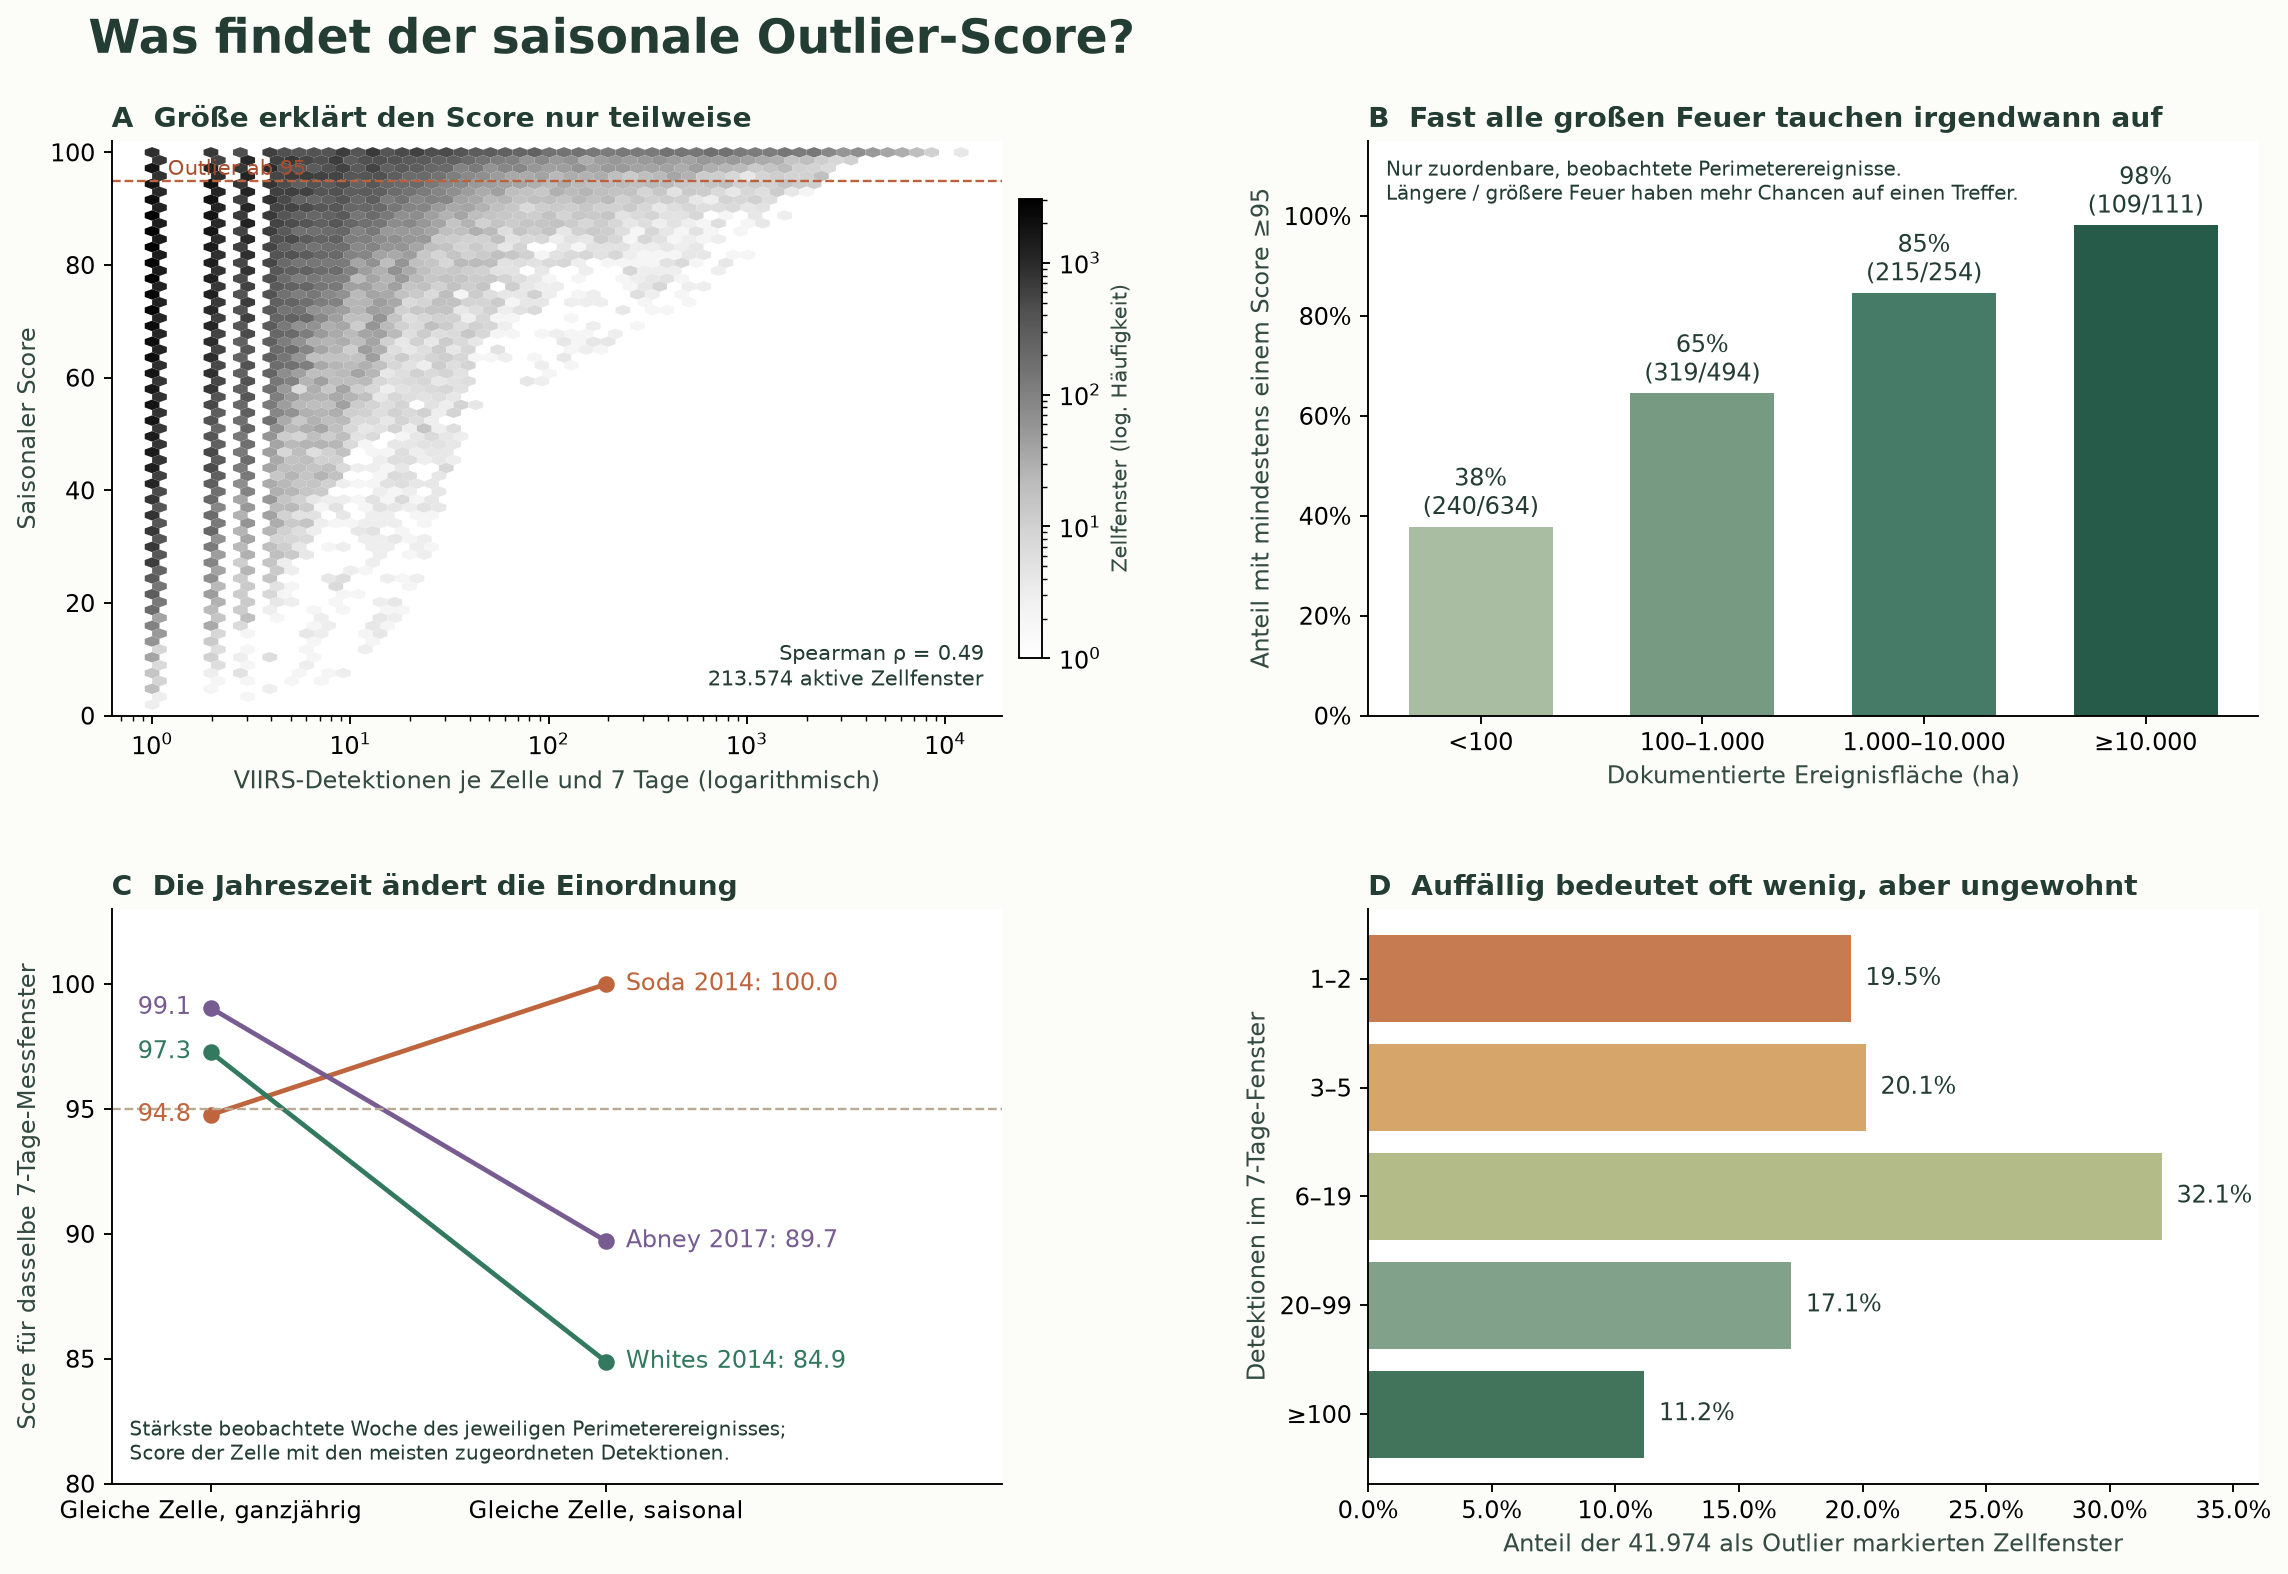 Was findet der saisonale Outlier-Score?
A Größe erklärt den Score nur teilweise
Saisonaler Score
100
80
60
40
20
0
Outlier ab 95
Spearman ρ = 0.49
213.574 aktive Zellfenster
10⁰
10¹
10²
10³
10⁴
VIIRS-Detektionen je Zelle und 7 Tage (logarithmisch)
10³
10²
10¹
10⁰
Zellfenster (log. Häufigkeit)
B Fast alle großen Feuer tauchen irgendwann auf
Anteil mit mindestens einem Score ≥95
100%
80%
60%
40%
20%
0%
Nur zuordenbare, beobachtete Perimeterereignisse.
Längere / größere Feuer haben mehr Chancen auf einen Treffer.
38%
(240/634)
65%
(319/494)
85%
(215/254)
98%
(109/111)
<100
100–1.000
1.000–10.000
≥10.000
Dokumentierte Ereignisfläche (ha)
C Die Jahreszeit ändert die Einordnung
Score für dasselbe 7-Tage-Messfenster
100
95
90
85
80
99.1
97.3
94.8
Soda 2014: 100.0
Abney 2017: 89.7
Whites 2014: 84.9
Stärkste beobachtete Woche des jeweiligen Perimeterereignisses;
Score der Zelle mit den meisten zugeordneten Detektionen.
Gleiche Zelle, ganzjährig
Gleiche Zelle, saisonal
D Auffällig bedeutet oft wenig, aber ungewohnt
Detektionen im 7-Tage-Fenster
1–2
19.5%
3–5
20.1%
6–19
32.1%
20–99
17.1%
≥100
11.2%
0.0%
5.0%
10.0%
15.0%
20.0%
25.0%
30.0%
35.0%
Anteil der 41.974 als Outlier markierten Zellfenster